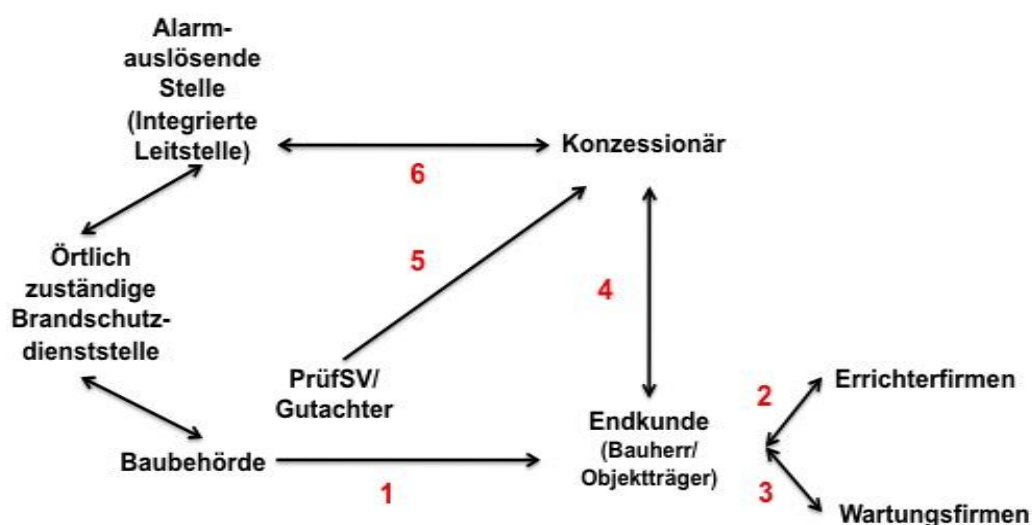 Alarm-
auslösende
Stelle
(Integrierte
Leitstelle)
Konzessionär
6
Örtlich
zuständige
Brandschutz-
dienststelle
5
4
PrüfSV/
Gutachter
2
Errichterfirmen
Endkunde
(Bauherr/
Objektträger)
Baubehörde
1
3
Wartungsfirmen